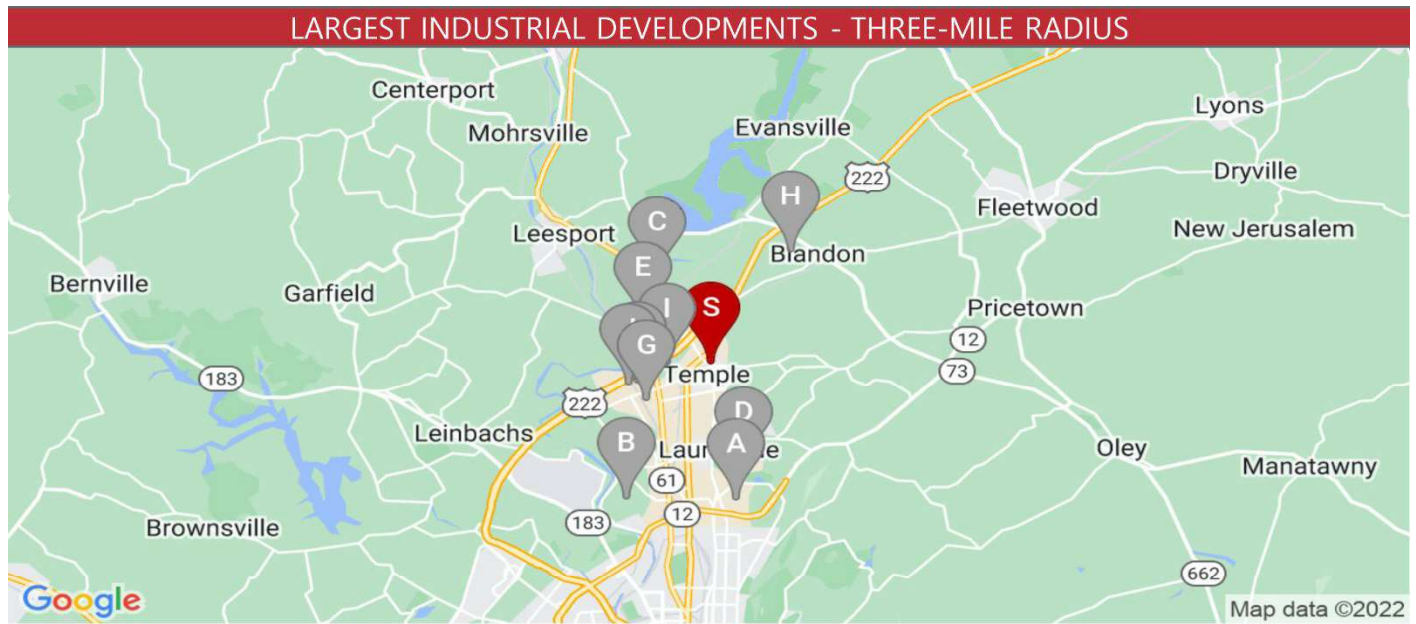 LARGEST INDUSTRIAL DEVELOPMENTS - THREE-MILE RADIUS
Centerport
Lyons
Mohrsville
Evansville
222
Dryville
H
Fleetwood
C
Leesport
New Jerusalem
Blandon
E
Bernville
Garfield
I
S
Pricetown
12
G
Temple
183
73
222
D
Leinbachs
B
A
Oley
Manatawny
61
12
183
Brownsville
662
Google
Map data ©2022